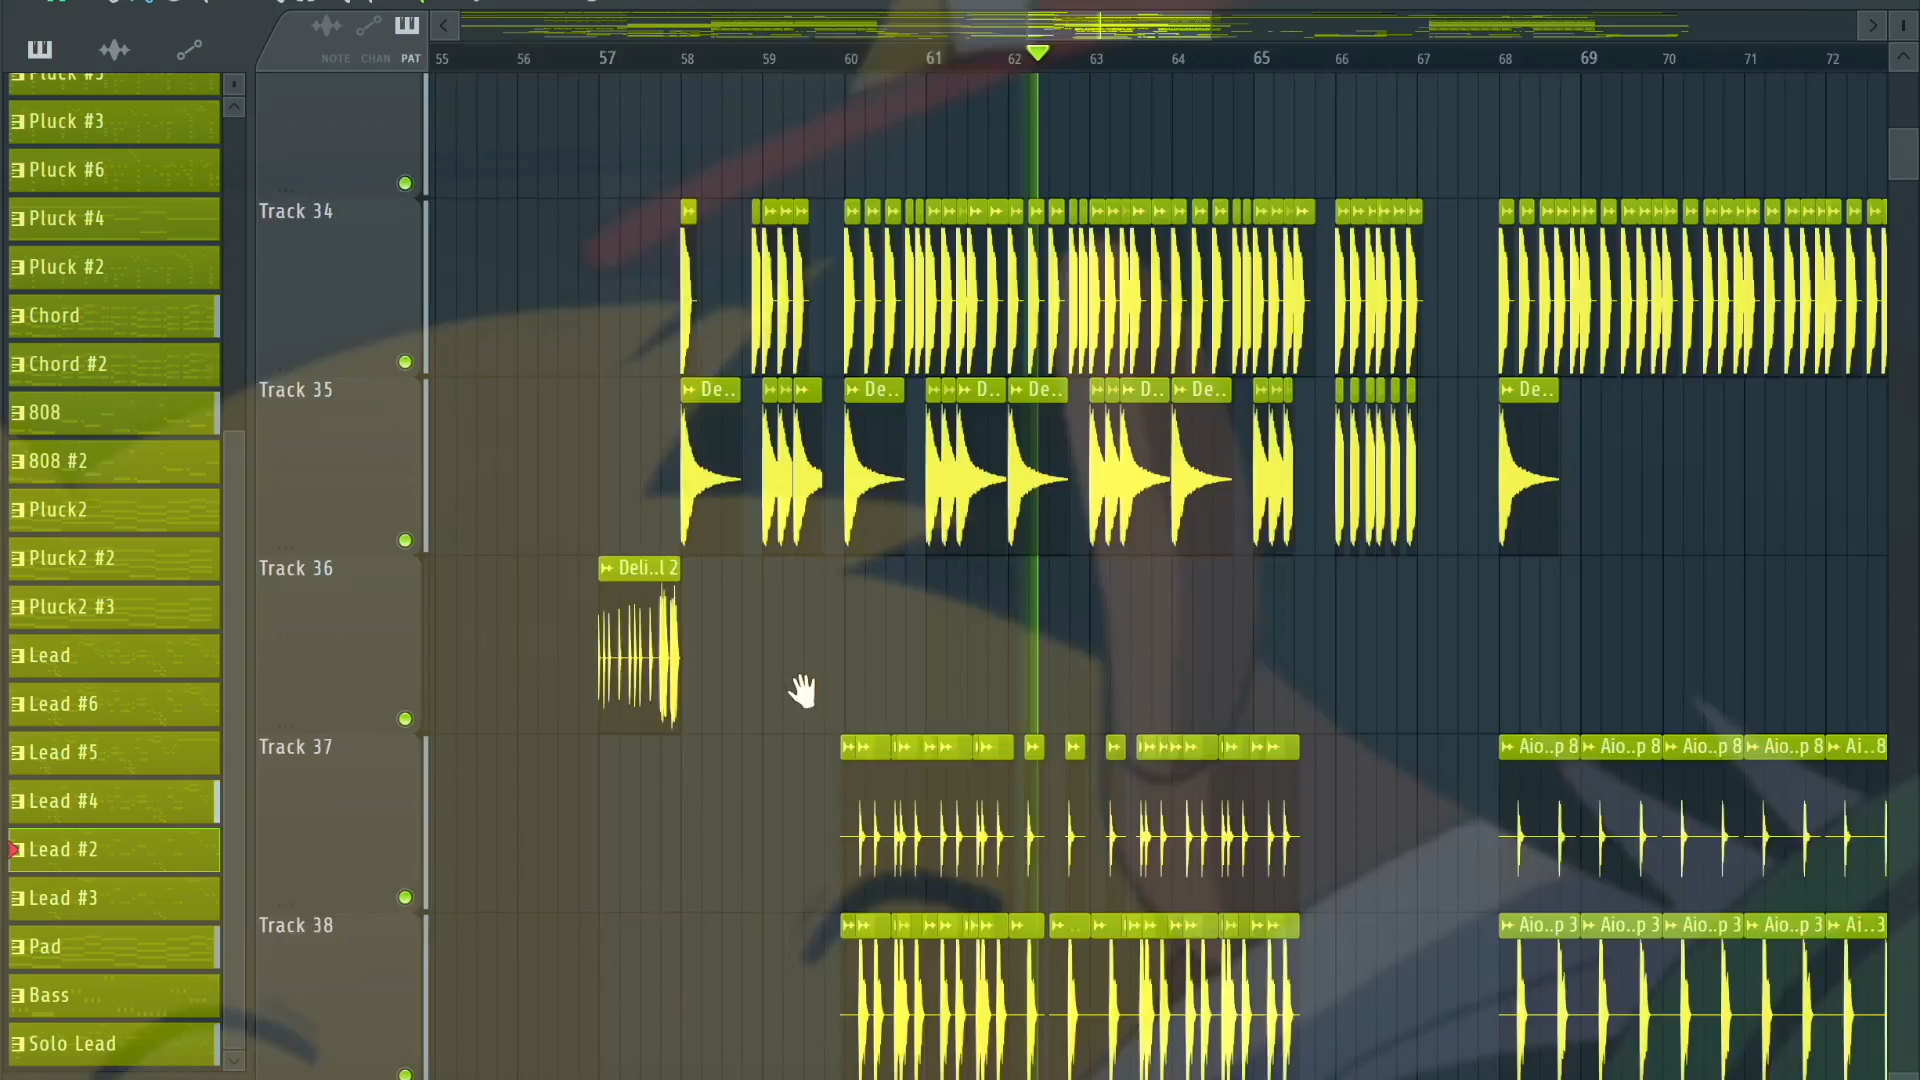 NOTE CHAN PAT
55 56 57 58 59 60 61 62 63 64 65 66 67 68 69 70 71 72
Pluck #3
Pluck #6
Pluck #4
Pluck #2
Chord
Chord #2
808
808 #2
Pluck2
Pluck2 #2
Pluck2 #3
Lead
Lead #6
Lead #5
Lead #4
Lead #2
Lead #3
Pad
Bass
Solo Lead
Track 34
Track 35
De.. De.. D.. De.. D.. De.. De..
Track 36
Deli..l 2
Track 37
Aio..p 8 Aio..p 8 Aio..p 8 Aio..p 8 Ai..8
Track 38
Aio..p 3 Aio..p 3 Aio..p 3 Aio..p 3 Ai..3